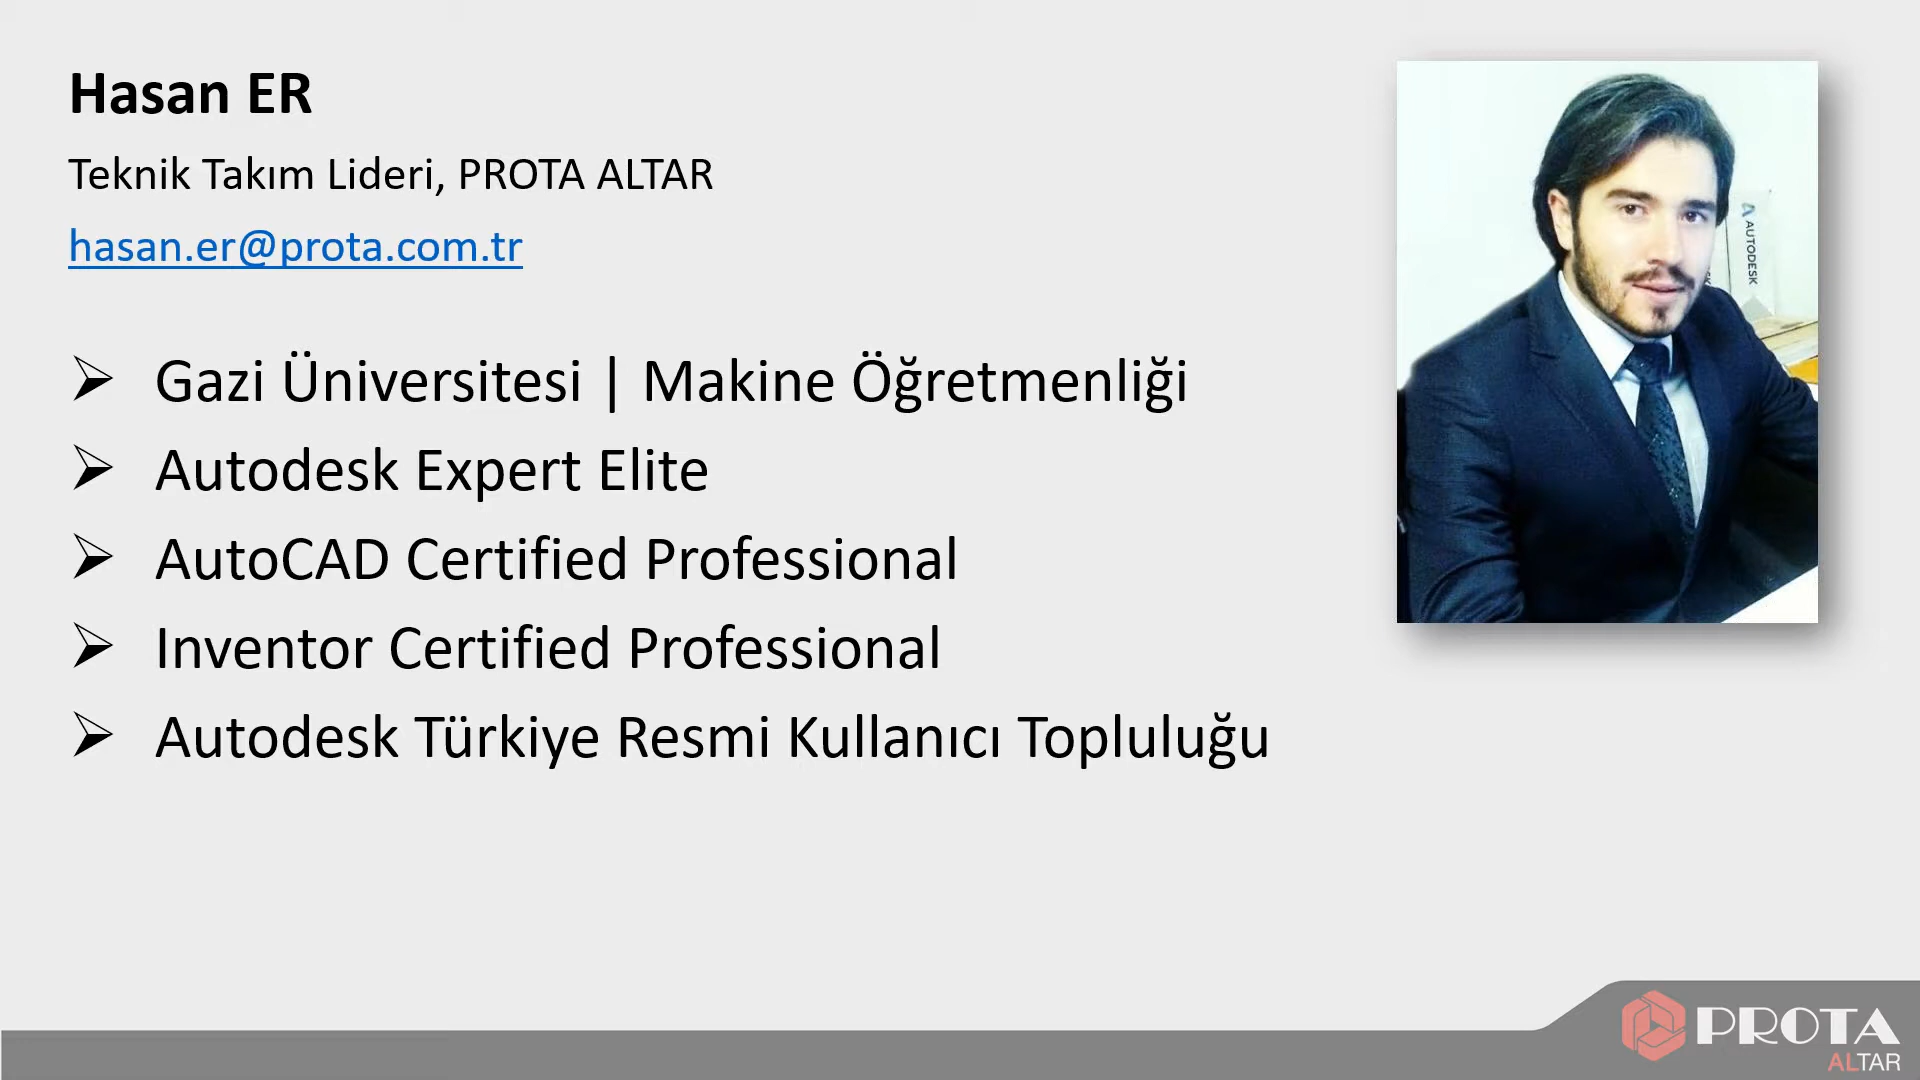 Hasan ER
Teknik Takım Lideri, PROTA ALTAR
hasan.er@prota.com.tr
Gazi Üniversitesi | Makine Öğretmenliği
Autodesk Expert Elite
AutoCAD Certified Professional
Inventor Certified Professional
Autodesk Türkiye Resmi Kullanıcı Topluluğu
AUTODESK
PROTA
ALTAR